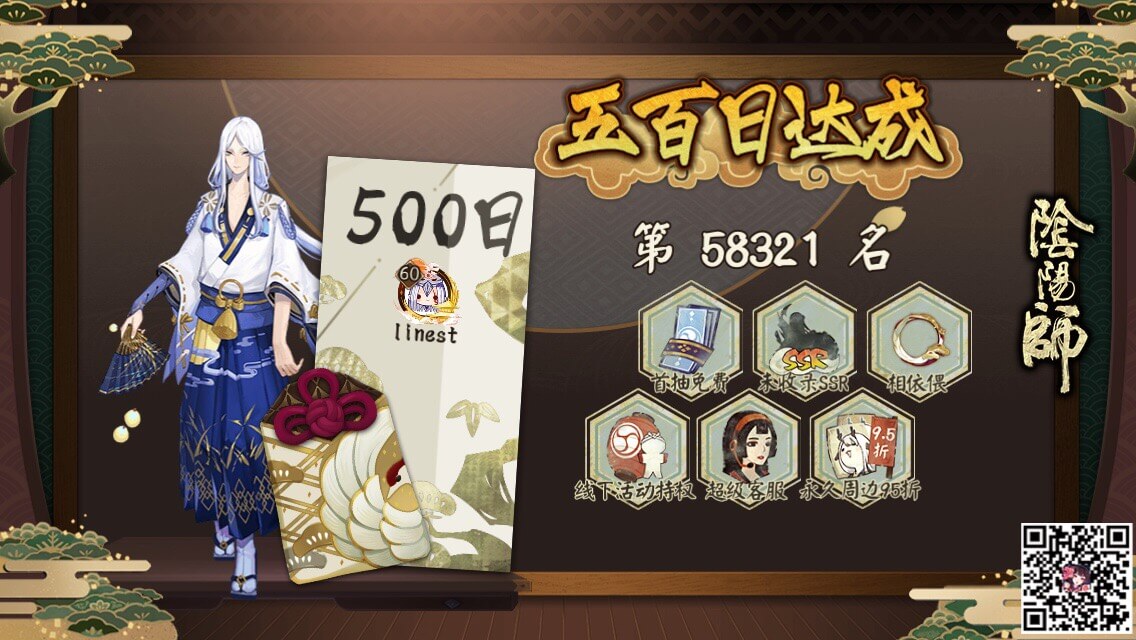 五百日达成
500日
第 58321 名
60
linest
陰陽師
SSR
首抽免费
未收录SSR
相依偎
9.5
折
线下活动特权
超级客服
永久周边95折